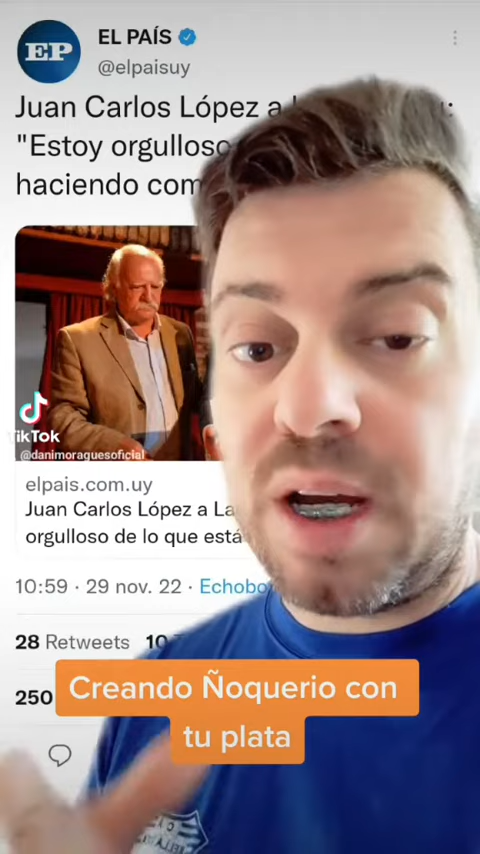 EP
EL PAÍS
@elpaisuy
Juan Carlos López a
"Estoy orgulloso
haciendo com
TikTok
@danimoraguesoficial
elpais.com.uy
Juan Carlos López a La
orgulloso de lo que está
10:59 · 29 nov. 22 · Echobo
28 Retweets 10
250
Creando Ñoquerio con
tu plata